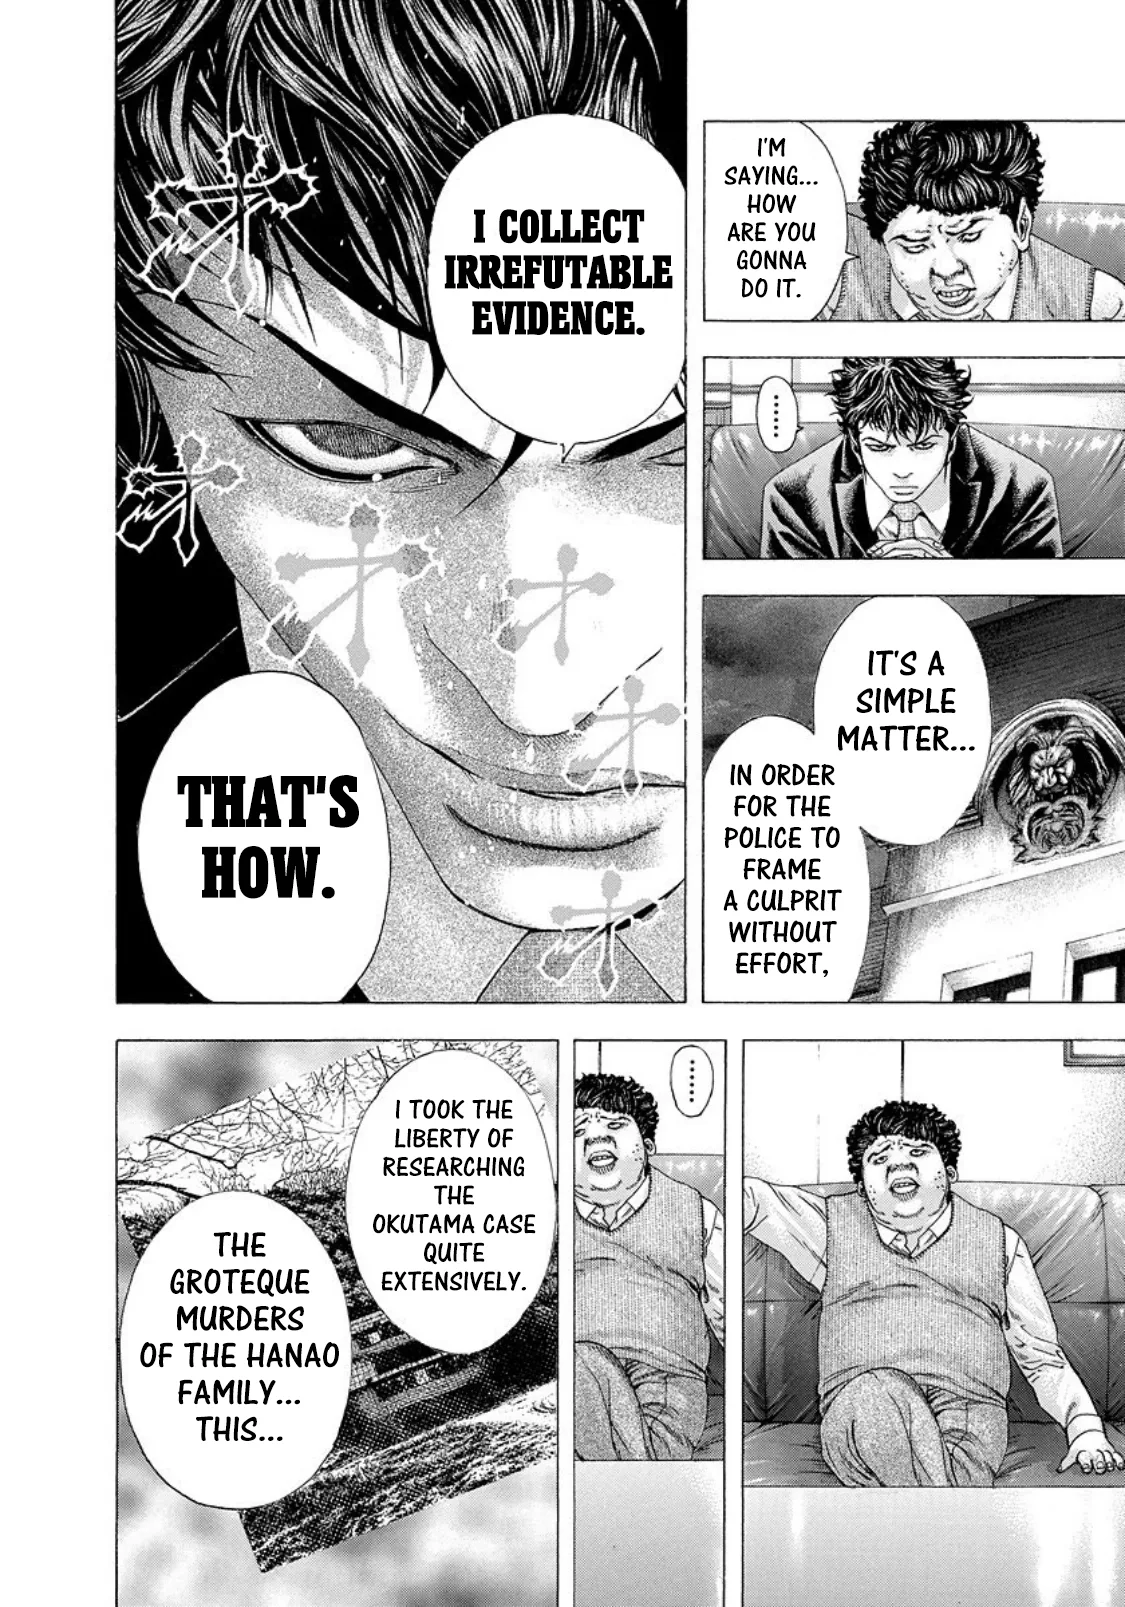 I'M
SAYING...
HOW
ARE YOU
GONNA
DO IT.
......
IT'S A
SIMPLE
MATTER...
IN ORDER
FOR THE
POLICE TO
FRAME
A CULPRIT
WITHOUT
EFFORT,
I COLLECT
IRREFUTABLE
EVIDENCE.
THAT'S
HOW.
......
I TOOK THE
LIBERTY OF
RESEARCHING
THE
OKUTAMA CASE
QUITE
EXTENSIVELY.
THE
GROTEQUE
MURDERS
OF THE HANAO
FAMILY...
THIS...